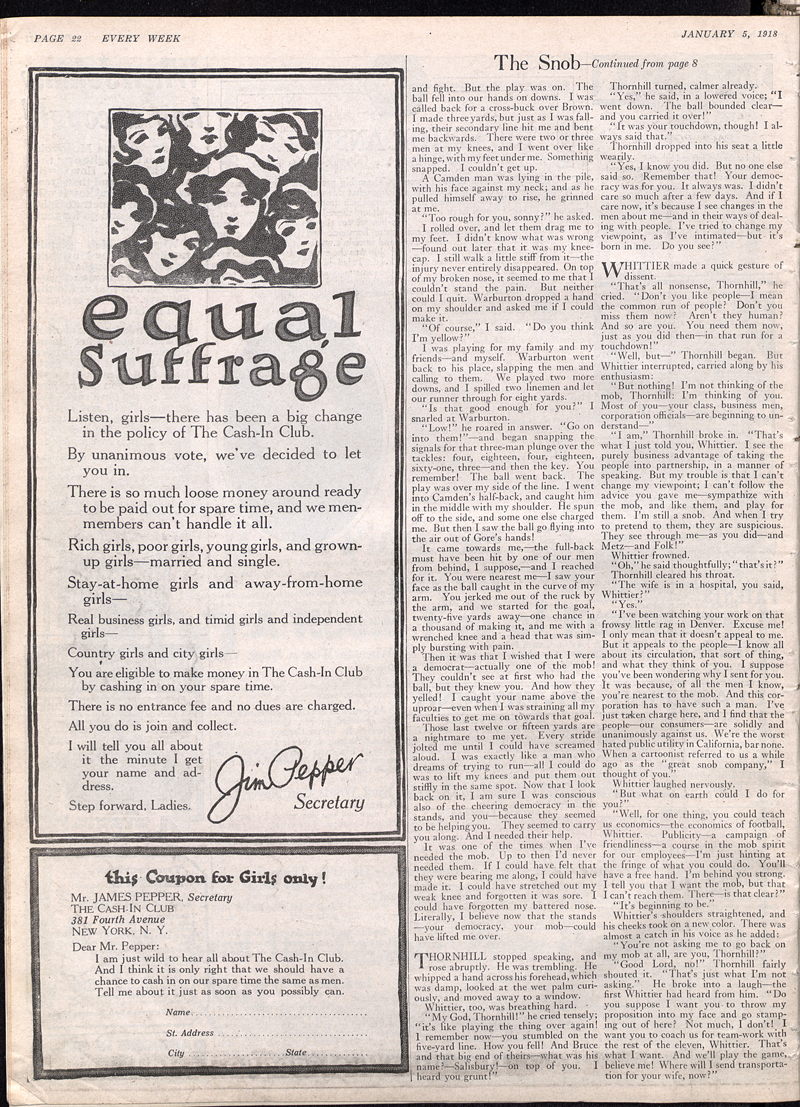 PAGE 22 EVERY WEEK
JANUARY 5, 1918
equal
Suffrage
Listen, girls—there has been a big change
in the policy of The Cash-In Club.
By unanimous vote, we've decided to let
you in.
There is so much loose money around ready
to be paid out for spare time, and we men-
members can't handle it all.
Rich girls, poor girls, young girls, and grown-
up girls—married and single.
Stay-at-home girls and away-from-home
girls—
Real business girls, and timid girls and independent
girls—
Country girls and city girls—
You are eligible to make money in The Cash-In Club
by cashing in on your spare time.
There is no entrance fee and no dues are charged.
All you do is join and collect.
I will tell you all about
it the minute I get
your name and ad-
dress.
Step forward, Ladies.
Jim Pepper
Secretary
this Coupon for Girls only!
Mr. JAMES PEPPER, Secretary
THE CASH-IN CLUB
381 Fourth Avenue
NEW YORK, N. Y.
Dear Mr. Pepper:
I am just wild to hear all about The Cash-In Club.
And I think it is only right that we should have a
chance to cash in on our spare time the same as men.
Tell me about it just as soon as you possibly can.
Name
St. Address
City State
The Snob—Continued from page 8
and fight. But the play was on. The
ball fell into our hands on downs. I was
called back for a cross-buck over Brown.
I made three yards, but just as I was fall-
ing, their secondary line hit me and bent
me backwards. There were two or three
men at my knees, and I went over like
a hinge, with my feet under me. Something
snapped. I couldn't get up.
A Camden man was lying in the pile,
with his face against my neck; and as he
pulled himself away to rise, he grinned
at me.
"Too rough for you, sonny?" he asked.
I rolled over, and let them drag me to
my feet. I didn't know what was wrong
—found out later that it was my knee-
cap. I still walk a little stiff from it—the
injury never entirely disappeared. On top
of my broken nose, it seemed to me that I
couldn't stand the pain. But neither
could I quit. Warburton dropped a hand
on my shoulder and asked me if I could
make it.
"Of course," I said. "Do you think
I'm yellow?"
I was playing for my family and my
friends—and myself. Warburton went
back to his place, slapping the men and
calling to them. We played two more
downs, and I spilled two linemen and let
our runner through for eight yards.
"Is that good enough for you?" I
snarled at Warburton.
"Low!" he roared in answer. "Go on
into them!"—and began snapping the
signals for that three-man plunge over the
tackles: four, eighteen, four, eighteen,
sixty-one, three—and then the key. You
remember! The ball went back. The
play was over my side of the line. I went
into Camden's half-back, and caught him
in the middle with my shoulder. He spun
off to the side, and some one else charged
me. But then I saw the ball go flying into
the air out of Gore's hands!
It came towards me,—the full-back
must have been hit by one of our men
from behind, I suppose,—and I reached
for it. You were nearest me—I saw your
face as the ball caught in the curve of my
arm. You jerked me out of the ruck by
the arm, and we started for the goal,
twenty-five yards away—one chance in
a thousand of making it, and me with a
wrenched knee and a head that was sim-
ply bursting with pain.
Then it was that I wished that I were
a democrat—actually one of the mob!
They couldn't see at first who had the
ball, but they knew you. And how they
yelled! I caught your name above the
uproar—even when I was straining all my
faculties to get me on towards that goal.
Those last twelve or fifteen yards are
a nightmare to me yet. Every stride
jolted me until I could have screamed
aloud. I was exactly like a man who
dreams of trying to run—all I could do
was to lift my knees and put them out
stiffly in the same spot. Now that I look
back on it, I am sure I was conscious
also of the cheering democracy in the
stands, and you—because they seemed
to be helping you. They seemed to carry
you along. And I needed their help.
It was one of the times when I've
needed the mob. Up to then I'd never
needed them. If I could have felt that
they were bearing me along, I could have
made it. I could have stretched out my
weak knee and forgotten it was sore. I
could have forgotten my battered nose.
Literally, I believe now that the stands
—your democracy, your mob—could
have lifted me over.
THORNHILL stopped speaking, and
rose abruptly. He was trembling. He
whipped a hand across his forehead, which
was damp, looked at the wet palm curi-
ously, and moved away to a window.
Whittier, too, was breathing hard.
"My God, Thornhill!" he cried tensely;
"it's like playing the thing over again!
I remember now—you stumbled on the
five-yard line. How you fell! And Bruce
and that big end of theirs—what was his
name?—Salisbury!—on top of you. I
heard you grunt!"
Thornhill turned, calmer already.
"Yes," he said, in a lowered voice; "I
went down. The ball bounded clear—
and you carried it over!"
"It was your touchdown, though! I al-
ways said that."
Thornhill dropped into his seat a little
wearily.
"Yes, I know you did. But no one else
said so. Remember that! Your democ-
racy was for you. It always was. I didn't
care so much after a few days. And if I
care now, it's because I see changes in the
men about me—and in their ways of deal-
ing with people. I've tried to change my
viewpoint, as I've intimated—but it's
born in me. Do you see?"
WHITTIER made a quick gesture of
dissent.
"That's all nonsense, Thornhill," he
cried. "Don't you like people—I mean
the common run of people? Don't you
miss them now? Aren't they human?
And so are you. You need them now,
just as you did then—in that run for a
touchdown!"
"Well, but—" Thornhill began. But
Whittier interrupted, carried along by his
enthusiasm:
"But nothing! I'm not thinking of the
mob, Thornhill: I'm thinking of you.
Most of you—your class, business men,
corporation officials—are beginning to un-
derstand—"
"I am," Thornhill broke in. "That's
what I just told you, Whittier. I see the
purely business advantage of taking the
people into partnership, in a manner of
speaking. But my trouble is that I can't
change my viewpoint; I can't follow the
advice you gave me—sympathize with
the mob, and like them, and play for
them. I'm still a snob. And when I try
to pretend to them, they are suspicious.
They see through me—as you did—and
Metz—and Folk!"
Whittier frowned.
"Oh," he said thoughtfully; "that's it?"
Thornhill cleared his throat.
"The wife is in a hospital, you said,
Whittier?"
"Yes."
"I've been watching your work on that
frowsy little rag in Denver. Excuse me!
I only mean that it doesn't appeal to me.
But it appeals to the people—I know all
about its circulation, that sort of thing,
and what they think of you. I suppose
you've been wondering why I sent for you.
It was because, of all the men I know,
you're nearest to the mob. And this cor-
poration has to have such a man. I've
just taken charge here, and I find that the
people—our consumers—are solidly and
unanimously against us. We're the worst
hated public utility in California, bar none.
When a cartoonist referred to us a while
ago as the "great snob company," I
thought of you."
Whittier laughed nervously.
"But what on earth could I do for
you?"
"Well, for one thing, you could teach
us economics—the economics of football,
Whittier. Publicity—a campaign of
friendliness—a course in the mob spirit
for our employees—I'm just hinting at
the fringe of what you could do. You'll
have a free hand. I'm behind you strong.
I tell you that I want the mob, but that
I can't reach them. There—is that clear?"
"It's beginning to be."
Whittier's shoulders straightened, and
his cheeks took on a new color. There was
almost a catch in his voice as he added:
"You're not asking me to go back on
my mob at all, are you, Thornhill?"
"Good Lord, no!" Thornhill fairly
shouted it. "That's just what I'm not
asking." He broke into a laugh—the
first Whittier had heard from him. "Do
you suppose I want you to throw my
proposition into my face and go stamp-
ing out of here? Not much, I don't! I
want you to coach us for team-work with
the rest of the eleven, Whittier. That's
what I want. And we'll play the game,
believe me! Where will I send transporta-
tion for your wife, now?"